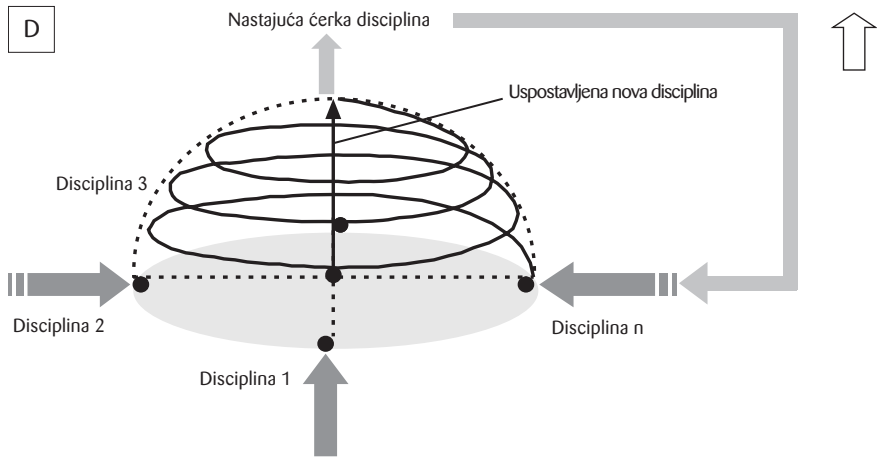 D
Nastajuća ćerka disciplina
Uspostavljena nova disciplina
Disciplina 3
Disciplina 2
Disciplina n
Disciplina 1